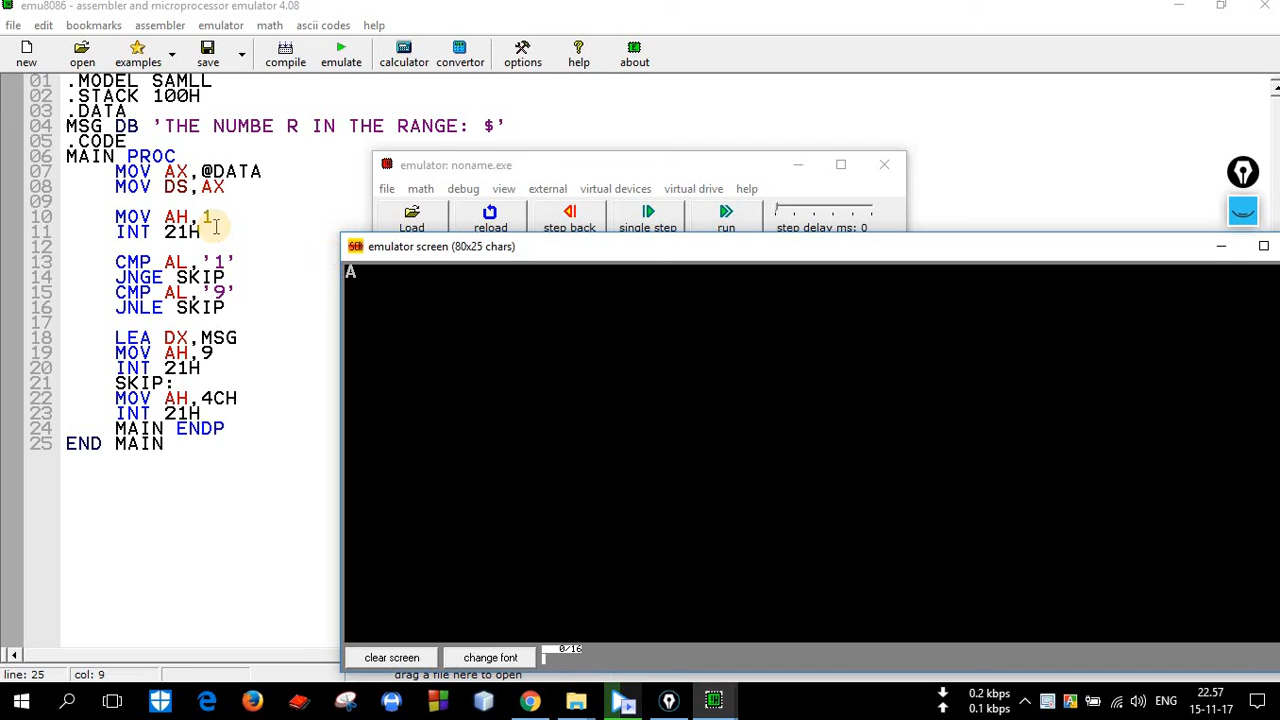 emu8086 - assembler and microprocessor emulator 4.08
file edit bookmarks assembler emulator math ascii codes help
new open examples save compile emulate calculator convertor options help about
01 .MODEL SAMLL
02 .STACK 100H
03 .DATA
04 MSG DB 'THE NUMBE R IN THE RANGE: $'
05 .CODE
06 MAIN PROC
07 MOV AX,@DATA
08 MOV DS,AX
09
10 MOV AH,1
11 INT 21H
12
13 CMP AL,'1'
14 JNGE SKIP
15 CMP AL,'9'
16 JNLE SKIP
17
18 LEA DX,MSG
19 MOV AH,9
20 INT 21H
21 SKIP:
22 MOV AH,4CH
23 INT 21H
24 MAIN ENDP
25 END MAIN
emulator: noname.exe
file math debug view external virtual devices virtual drive help
Load reload step back single step run step delay ms: 0
emulator screen (80x25 chars)
A
clear screen change font 0/16
line: 25 col: 9 drag a file here to open
0.2 kbps
0.1 kbps
ENG
22.57
15-11-17